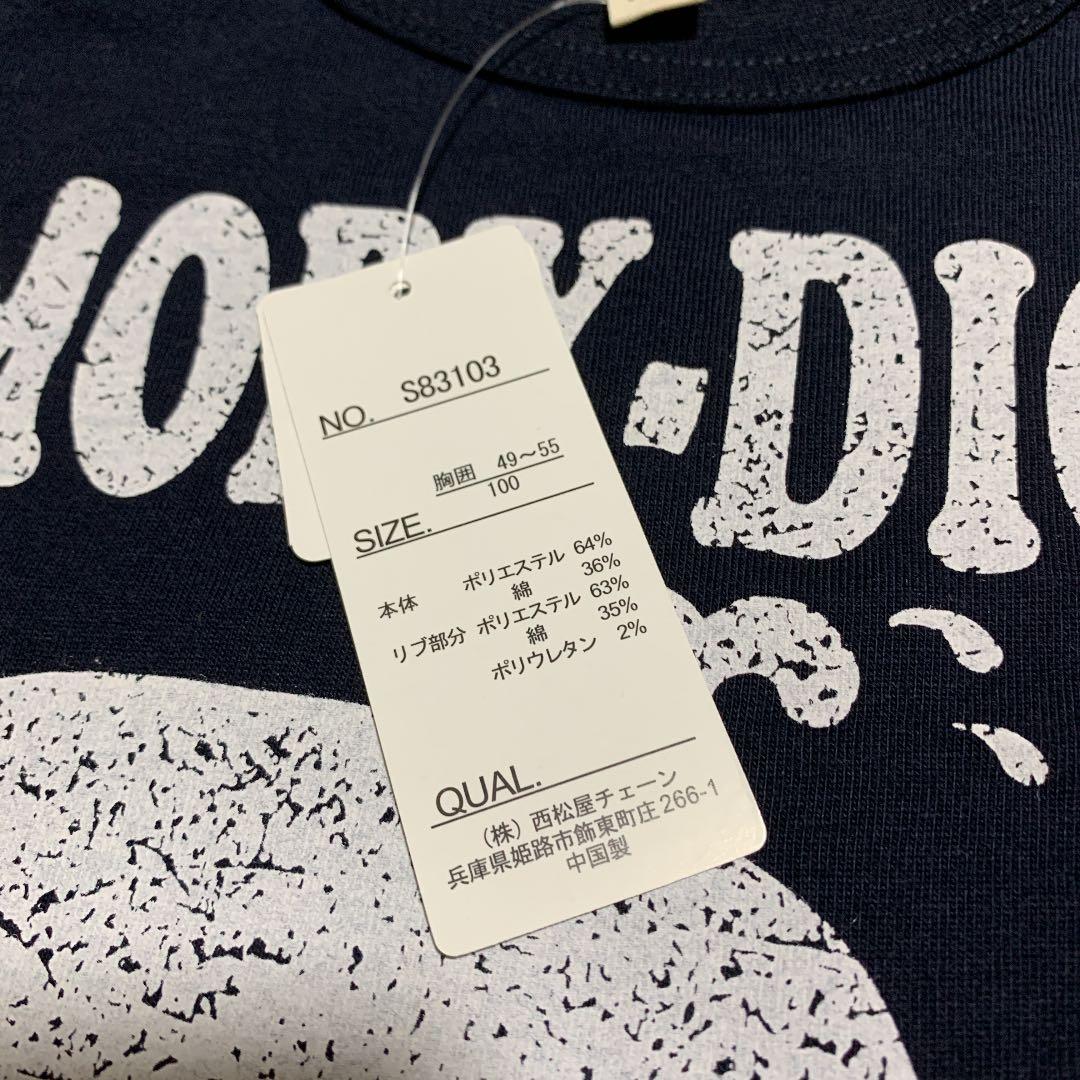 NO. S83103
胸囲 49〜55
100
SIZE.
本体 ポリエステル 64%
綿 36%
リブ部分 ポリエステル 63%
綿 35%
ポリウレタン 2%
QUAL.
(株) 西松屋チェーン
兵庫県姫路市飾東町庄266-1
中国製